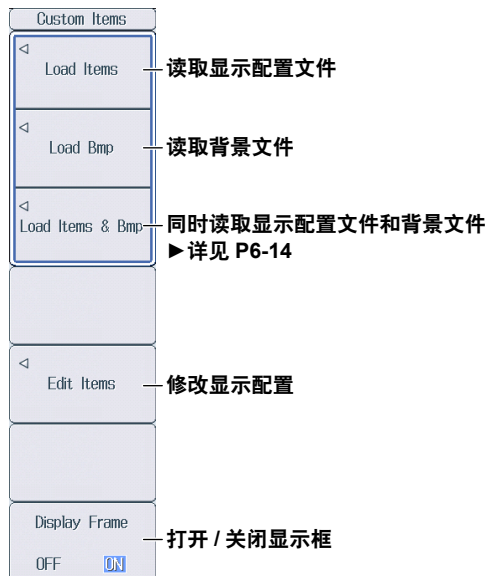 Custom Items
Load Items
读取显示配置文件
Load Bmp
读取背景文件
Load Items & Bmp
同时读取显示配置文件和背景文件
►详见 P6-14
Edit Items
修改显示配置
Display Frame
打开 / 关闭显示框
OFF ON